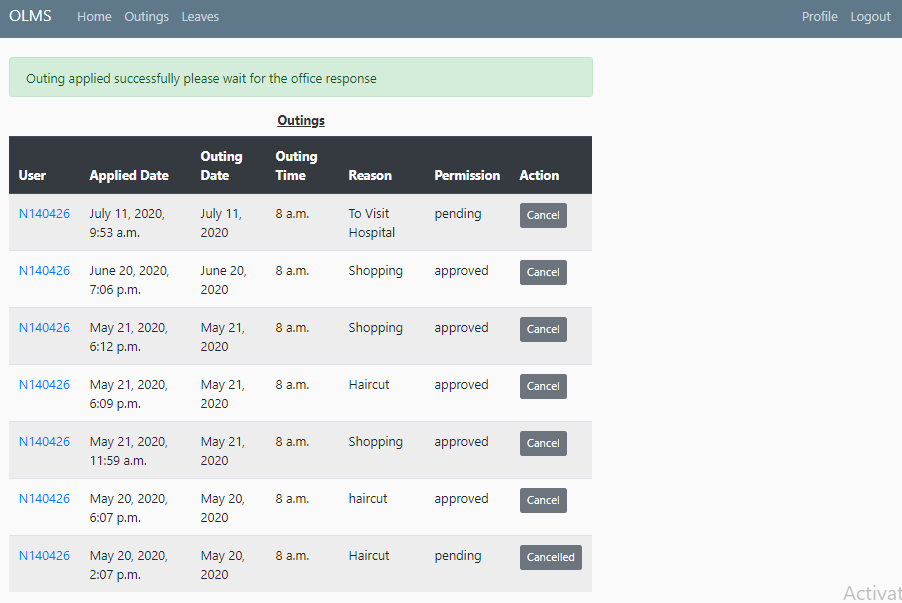 OLMS Home Outings Leaves Profile Logout
Outing applied successfully please wait for the office response
Outings
User Applied Date Outing Date Outing Time Reason Permission Action
N140426 July 11, 2020, 9:53 a.m. July 11, 2020 8 a.m. To Visit Hospital pending Cancel
N140426 June 20, 2020, 7:06 p.m. June 20, 2020 8 a.m. Shopping approved Cancel
N140426 May 21, 2020, 6:12 p.m. May 21, 2020 8 a.m. Shopping approved Cancel
N140426 May 21, 2020, 6:09 p.m. May 21, 2020 8 a.m. Haircut approved Cancel
N140426 May 21, 2020, 11:59 a.m. May 21, 2020 8 a.m. Shopping approved Cancel
N140426 May 20, 2020, 6:07 p.m. May 20, 2020 8 a.m. haircut approved Cancel
N140426 May 20, 2020, 2:07 p.m. May 20, 2020 8 a.m. Haircut pending Cancelled
Activat